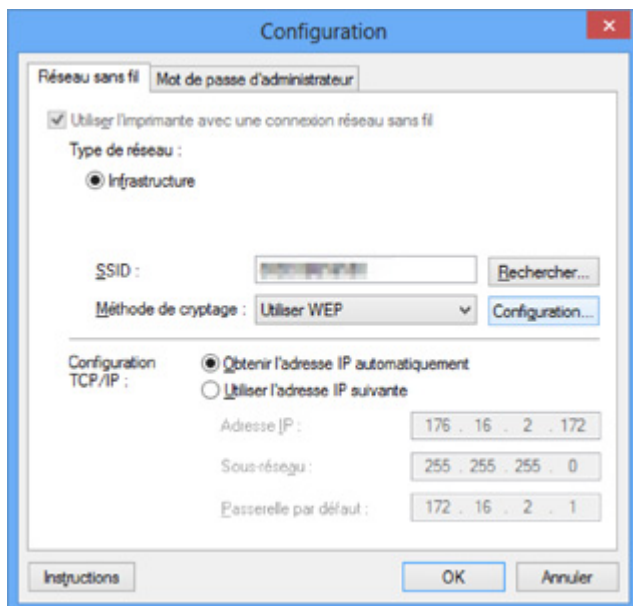 Configuration
Réseau sans fil
Mot de passe d'administrateur
Utiliser l'imprimante avec une connexion réseau sans fil
Type de réseau :
Infrastructure
SSID :
Rechercher...
Méthode de cryptage : Utiliser WEP
Configuration...
Configuration
TCP/IP :
Obtenir l'adresse IP automatiquement
Utiliser l'adresse IP suivante
Adresse IP : 176 . 16 . 2 . 172
Sous-réseau : 255 . 255 . 255 . 0
Passerelle par défaut : 172 . 16 . 2 . 1
Instructions
OK
Annuler